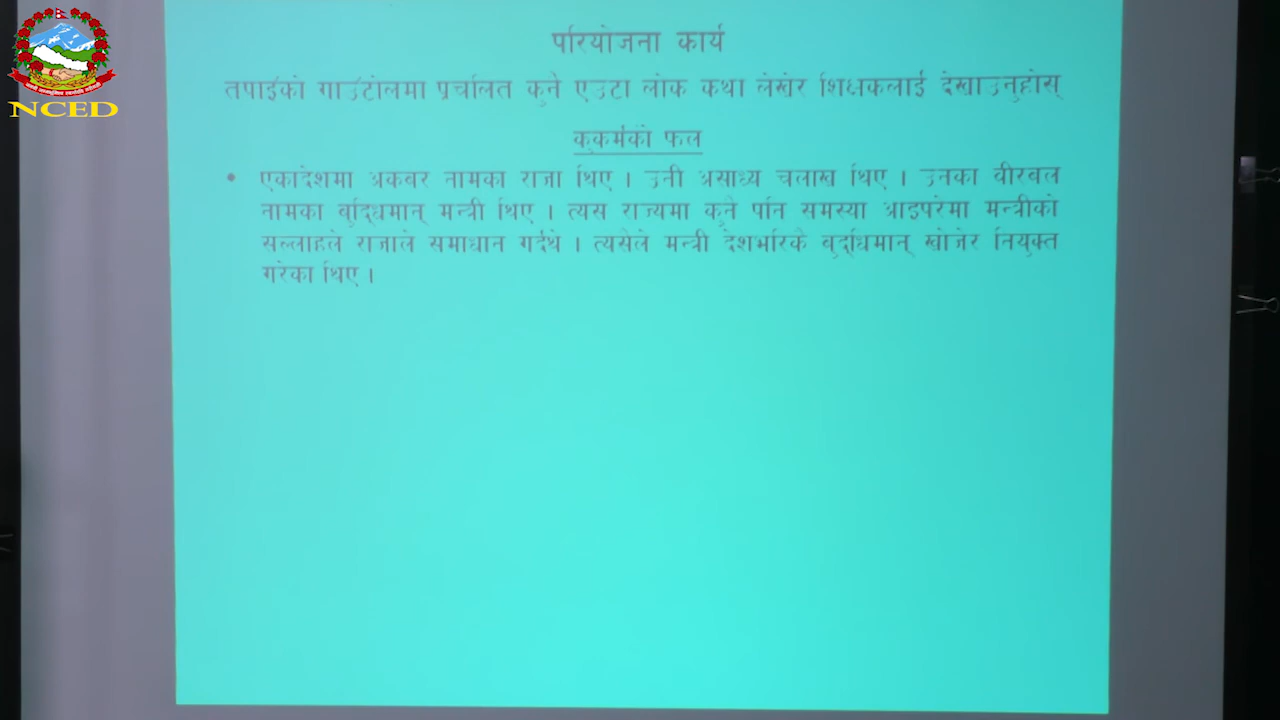 NCED
परियोजना कार्य
तपाईंको गाउँटोलमा प्रचलित कुनै एउटा लोक कथा लेखेर शिक्षकलाई देखाउनुहोस्
कुकर्मको फल
• एकादेशमा अकबर नामका राजा थिए । उनी असाध्य चलाख थिए । उनका वीरबल
नामका बुद्धिमान् मन्त्री थिए । त्यस राज्यमा कुनै पनि समस्या आइपरेमा मन्त्रीको
सल्लाहले राजाले समाधान गर्दथे । त्यसैले मन्त्री देशभरिकै बुद्धिमान् खोजेर नियुक्त
गरेका थिए ।